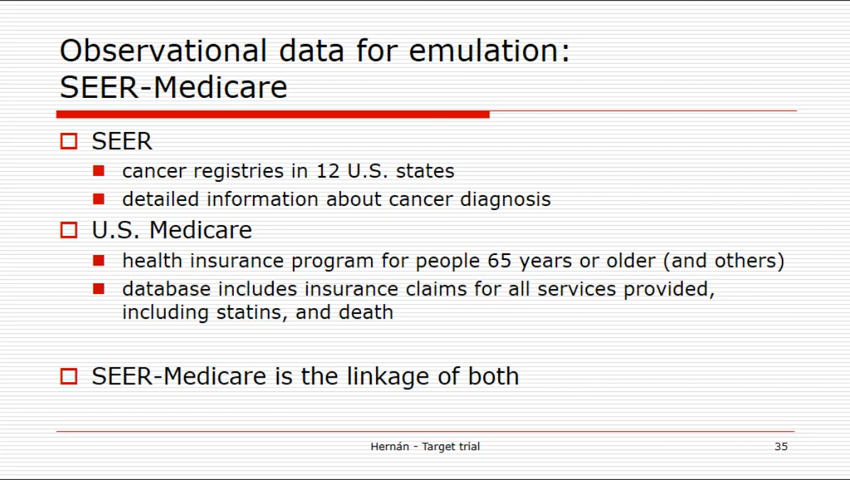 Observational data for emulation:
SEER-Medicare
SEER
cancer registries in 12 U.S. states
detailed information about cancer diagnosis
U.S. Medicare
health insurance program for people 65 years or older (and others)
database includes insurance claims for all services provided,
including statins, and death
SEER-Medicare is the linkage of both
Hernán - Target trial
35